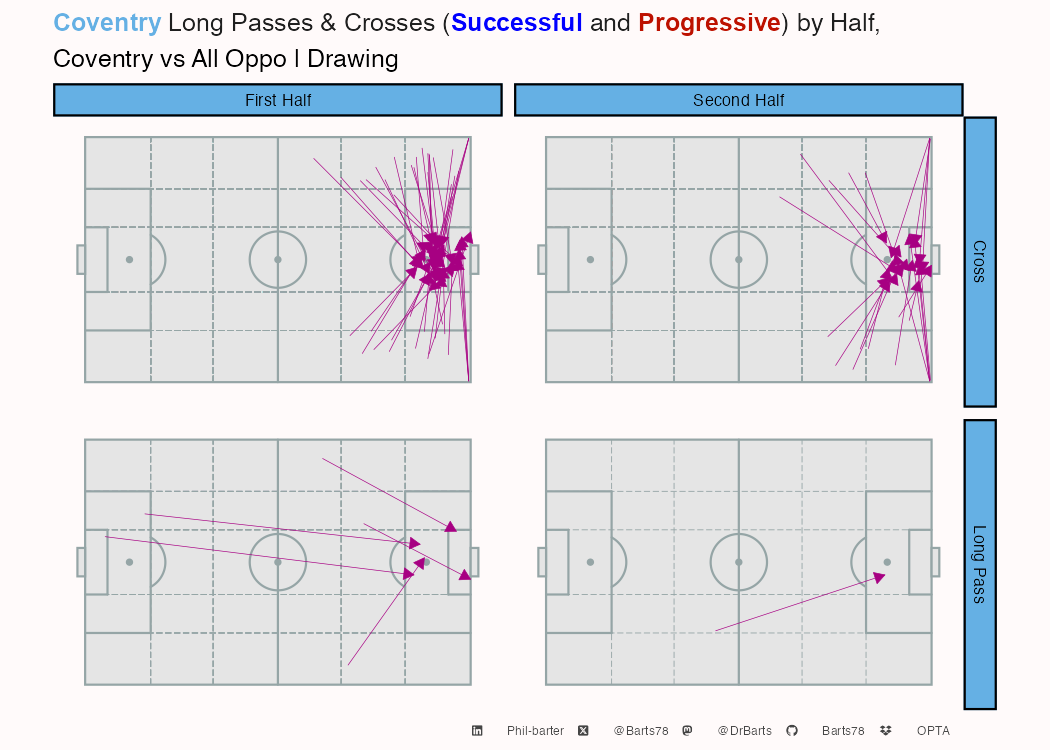 Coventry Long Passes & Crosses (Successful and Progressive) by Half,
Coventry vs All Oppo | Drawing
First Half
Second Half
Cross
Long Pass
Phil-barter @Barts78 @DrBarts Barts78 OPTA